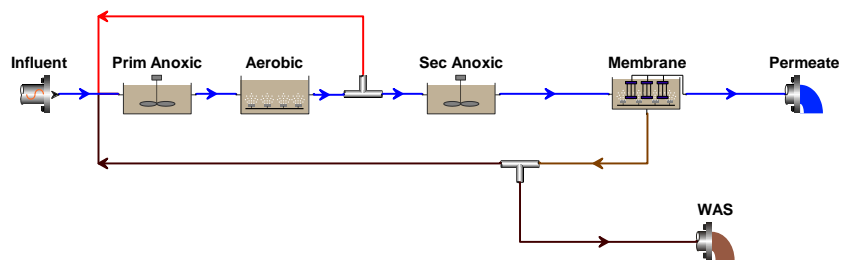 Influent
Prim Anoxic
Aerobic
Sec Anoxic
Membrane
Permeate
WAS